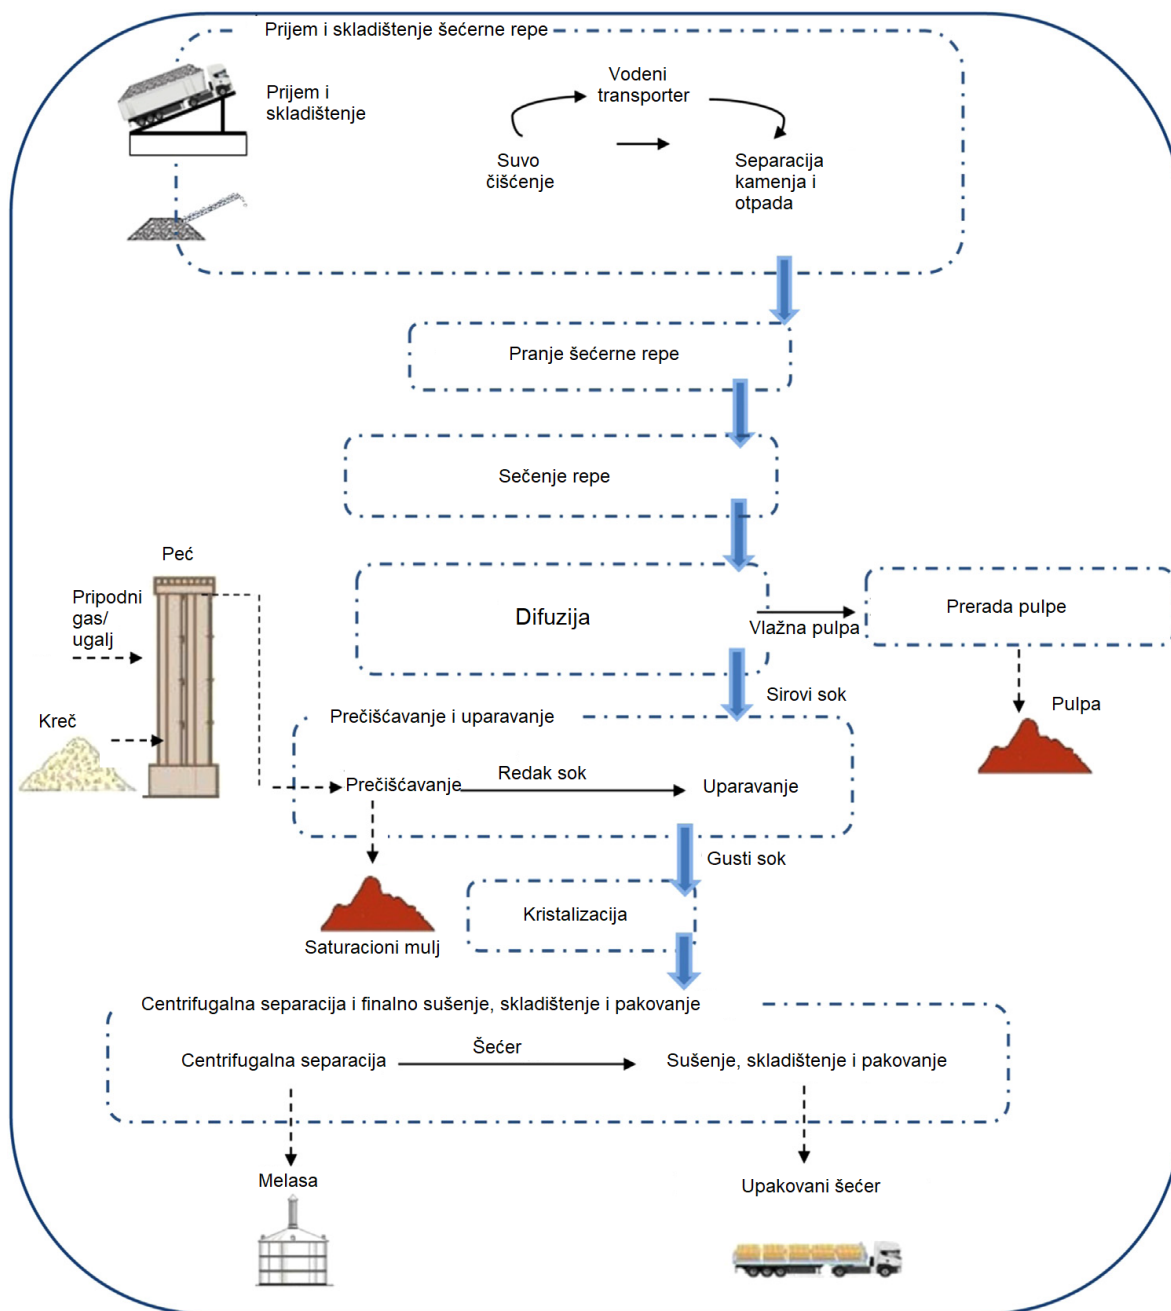 Prijem i skladištenje šećerne repe
Prijem i
skladištenje
Vodeni
transporter
Suvo
čišćenje
Separacija
kamenja i
otpada
Pranje šećerne repe
Sečenje repe
Peć
Pripodni
gas/
ugalj
Difuzija
Vlažna pulpa
Prerada pulpe
Sirovi sok
Pulpa
Kreč
Prečišćavanje i uparavanje
Prečišćavanje
Redak sok
Uparavanje
Gusti sok
Saturacioni mulj
Kristalizacija
Centrifugalna separacija i finalno sušenje, skladištenje i pakovanje
Centrifugalna separacija
Šećer
Sušenje, skladištenje i pakovanje
Melasa
Upakovani šećer